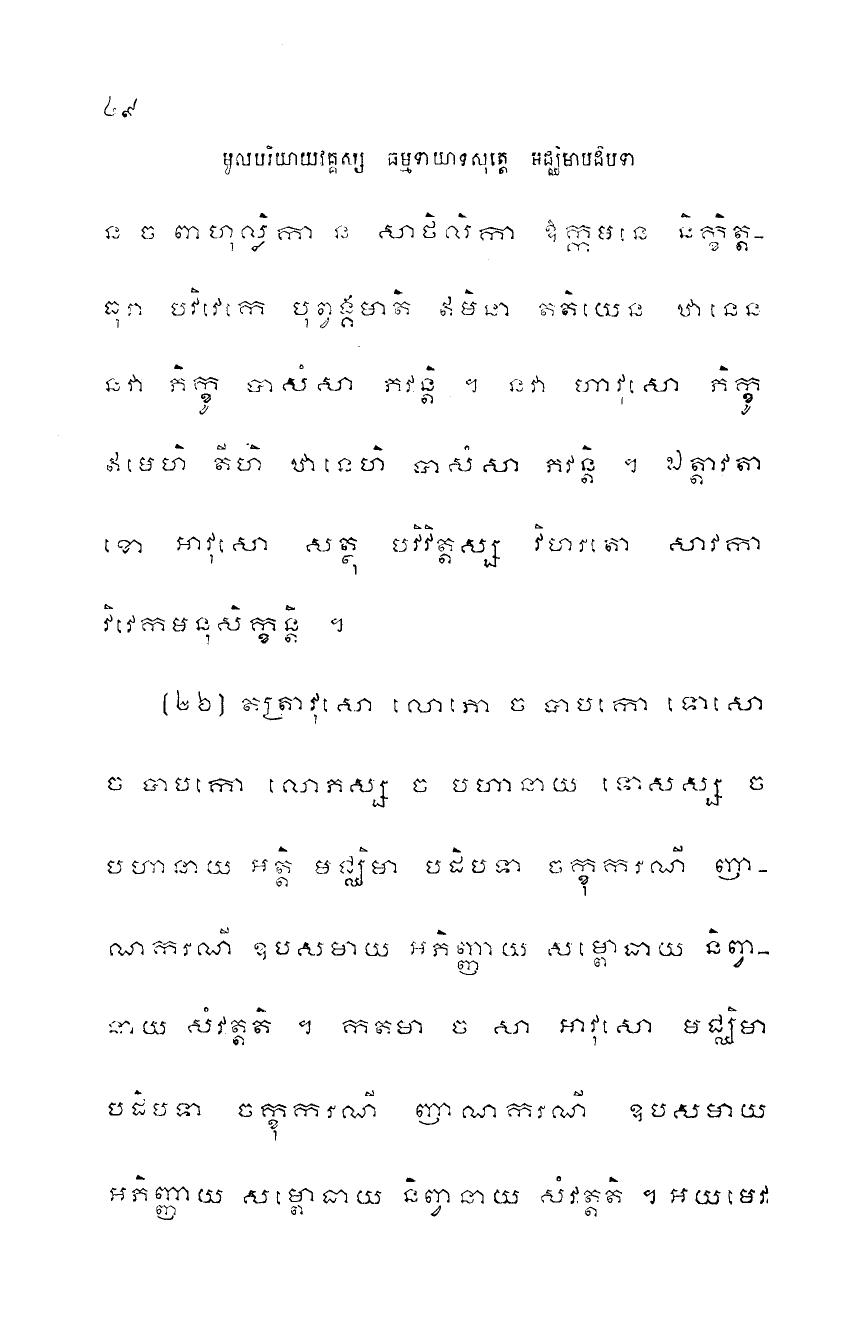 ៤៩
មូលបរិយាយវគ្គស្ស ធម្មទាយាទសុត្តេ មជ្ឈិមាបដិបទា
ន ច ពាហុល្លិកា ន សាថិលិកា ឱក្កមនេ និក្ខិត្ត-
ធុរា បវិវេកេ បុព្វង្គមាតិ ឥមិនា តតិយេន ឋានេន
នវា ភិក្ខូ បាសំសា ភវន្តិ ។ នវា ហាវុសោ ភិក្ខូ
ឥមេហិ តីហិ ឋានេហិ បាសំសា ភវន្តិ ។ ឯត្តាវតា
ខោ អាវុសោ សត្ថុ បវិវិត្តស្ស វិហរតោ សាវកា
វិវេកមនុសិក្ខន្តិ ។
(២៦) តត្រាវុសោ លោភោ ច បាបកោ ទោសោ
ច បាបកោ លោភស្ស ច បហានាយ ទោសស្ស ច
បហានាយ អត្ថិ មជ្ឈិមា បដិបទា ចក្ខុករណី ញា-
ណករណី ឧបសមាយ អភិញ្ញាយ សម្ពោធាយ និព្វា-
នាយ សំវត្តតិ ។ កតមា ច សា អាវុសោ មជ្ឈិមា
បដិបទា ចក្ខុករណី ញាណករណី ឧបសមាយ
អភិញ្ញាយ សម្ពោធាយ និព្វានាយ សំវត្តតិ ។ អយមេវ